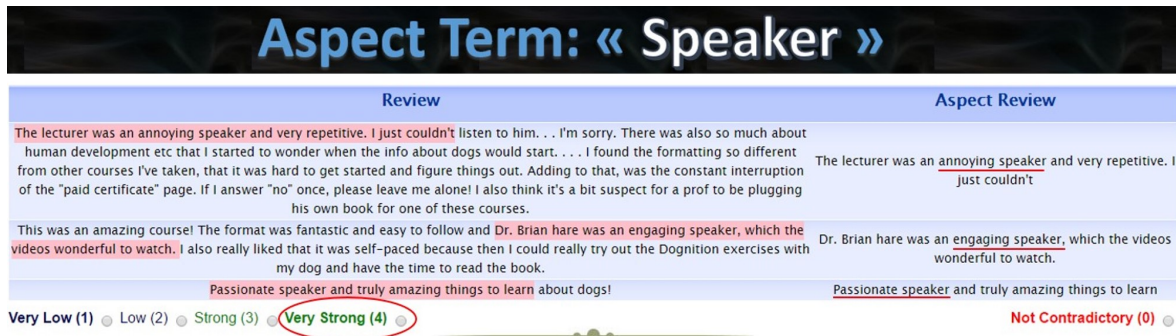 Aspect Term: « Speaker »
Review
Aspect Review
The lecturer was an annoying speaker and very repetitive. I just couldn't listen to him. . . I'm sorry. There was also so much about
human development etc that I started to wonder when the info about dogs would start. . . . I found the formatting so different
from other courses I've taken, that it was hard to get started and figure things out. Adding to that, was the constant interruption
of the "paid certificate" page. If I answer "no" once, please leave me alone! I also think it's a bit suspect for a prof to be plugging
his own book for one of these courses.
The lecturer was an annoying speaker and very repetitive. I
just couldn't
This was an amazing course! The format was fantastic and easy to follow and Dr. Brian hare was an engaging speaker, which the
videos wonderful to watch. I also really liked that it was self-paced because then I could really try out the Dognition exercises with
my dog and have the time to read the book.
Dr. Brian hare was an engaging speaker, which the videos
wonderful to watch.
Passionate speaker and truly amazing things to learn about dogs!
Passionate speaker and truly amazing things to learn
Very Low (1) Low (2) Strong (3) Very Strong (4) Not Contradictory (0)